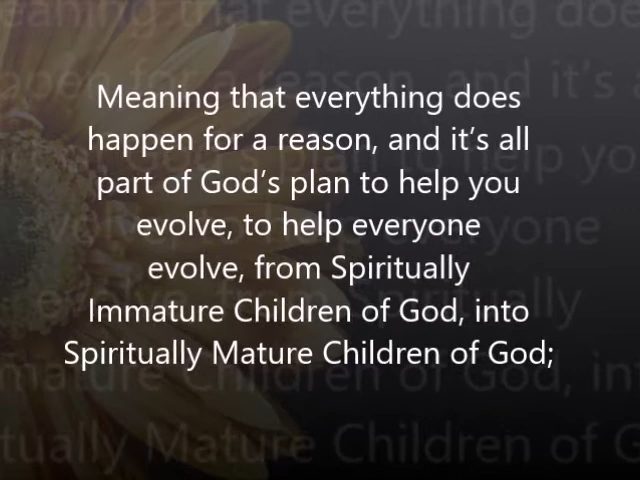 Meaning that everything does
happen for a reason, and it's all
part of God's plan to help you
evolve, to help everyone
evolve, from Spiritually
Immature Children of God, into
Spiritually Mature Children of God;